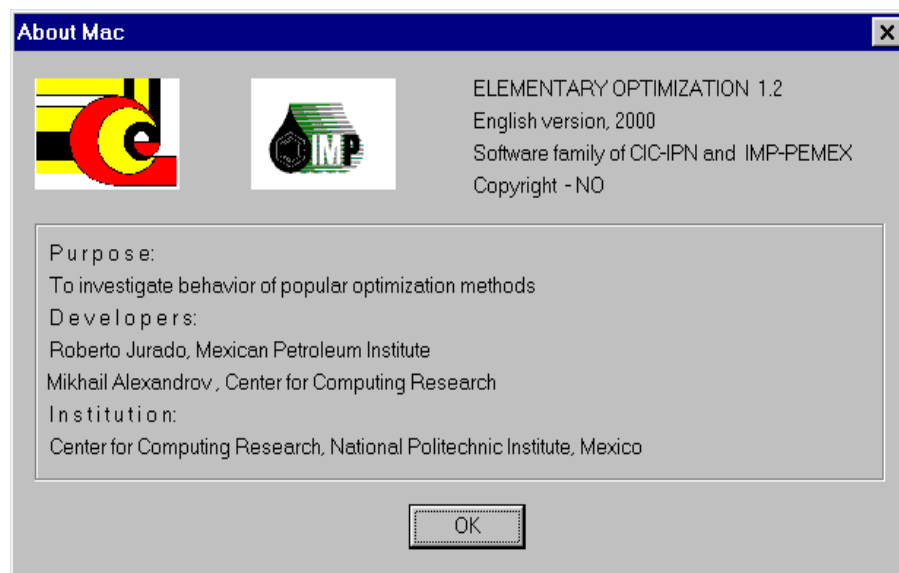 About Mac
IMP
ELEMENTARY OPTIMIZATION 1.2
English version, 2000
Software family of CIC-IPN and IMP-PEMEX
Copyright - NO
Purpose:
To investigate behavior of popular optimization methods
Developers:
Roberto Jurado, Mexican Petroleum Institute
Mikhail Alexandrov , Center for Computing Research
Institution:
Center for Computing Research, National Politechnic Institute, Mexico
OK